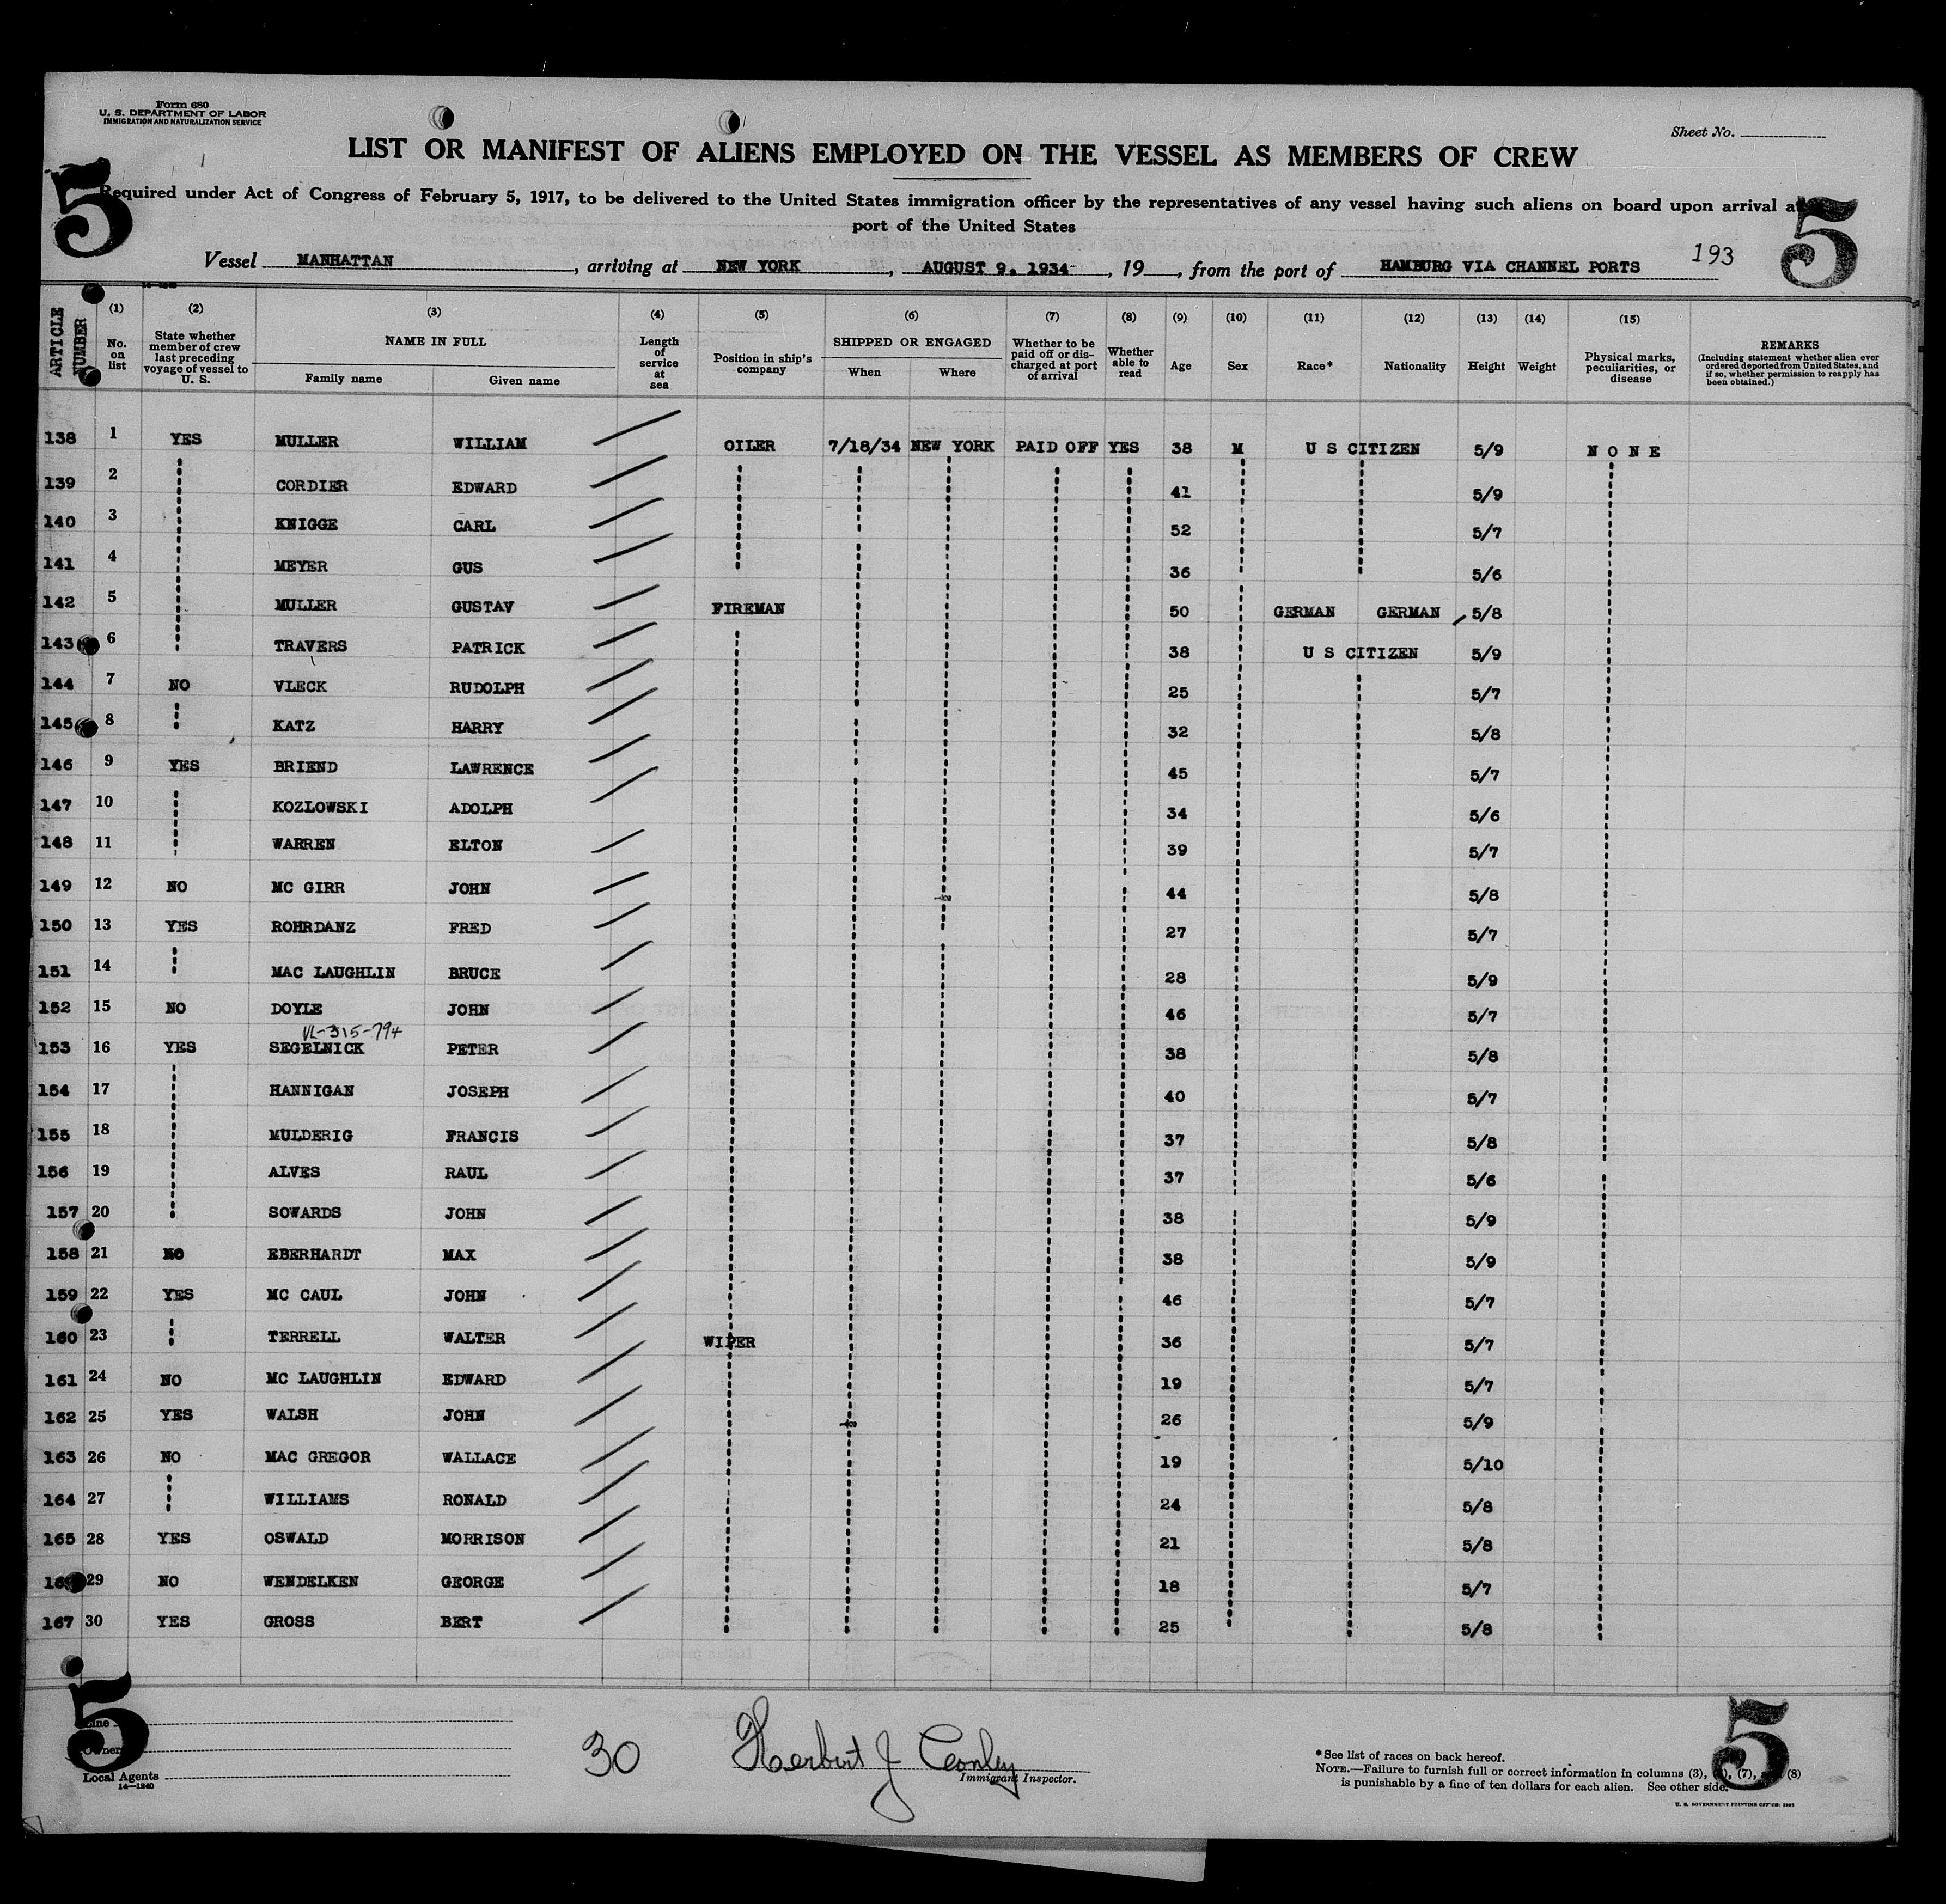 Form 680
U. S. DEPARTMENT OF LABOR
IMMIGRATION AND NATURALIZATION SERVICE
Sheet No.
LIST OR MANIFEST OF ALIENS EMPLOYED ON THE VESSEL AS MEMBERS OF CREW
5 5
Required under Act of Congress of February 5, 1917, to be delivered to the United States immigration officer by the representatives of any vessel having such aliens on board upon arrival at
port of the United States
193
Vessel MANHATTAN, arriving at NEW YORK, AUGUST 9, 1934, 19, from the port of HAMBURG VIA CHANNEL PORTS
ARTICLE NUMBER (1) No. on list (2) State whether member of crew last preceding voyage of vessel to U. S. (3) NAME IN FULL Family name Given name (4) Length of service at sea (5) Position in ship's company (6) SHIPPED OR ENGAGED When Where (7) Whether to be paid off or discharged at port of arrival (8) Whether able to read (9) Age (10) Sex (11) Race* (12) Nationality (13) Height (14) Weight (15) Physical marks, peculiarities, or disease REMARKS (Including statement whether alien ever ordered deported from United States, and if so, whether permission to reapply has been obtained.)
138 1 YES MULLER WILLIAM OILER 7/18/34 NEW YORK PAID OFF YES 38 M U S CITIZEN 5/9 N O N E
139 2 CORDIER EDWARD 41 5/9
140 3 KNIGGE CARL 52 5/7
141 4 MEYER GUS 36 5/6
142 5 MULLER GUSTAV FIREMAN 50 GERMAN GERMAN 5/8
143 6 TRAVERS PATRICK 38 U S CITIZEN 5/9
144 7 NO VLECK RUDOLPH 25 5/7
145 8 KATZ HARRY 32 5/8
146 9 YES BRIEND LAWRENCE 45 5/7
147 10 KOZLOWSKI ADOLPH 34 5/6
148 11 WARREN ELTON 39 5/7
149 12 NO MC GIRR JOHN 44 5/8
150 13 YES ROHRDANZ FRED 27 5/7
151 14 MAC LAUGHLIN BRUCE 28 5/9
152 15 NO DOYLE JOHN 46 5/7
VL-315-794
153 16 YES SEGELNICK PETER 38 5/8
154 17 HANNIGAN JOSEPH 40 5/7
155 18 MULDERIG FRANCIS 37 5/8
156 19 ALVES RAUL 37 5/6
157 20 SOWARDS JOHN 38 5/9
158 21 NO EBERHARDT MAX 38 5/9
159 22 YES MC CAUL JOHN 46 5/7
160 23 TERRELL WALTER WIPER 36 5/7
161 24 NO MC LAUGHLIN EDWARD 19 5/7
162 25 YES WALSH JOHN 26 5/9
163 26 NO MAC GREGOR WALLACE 19 5/10
164 27 WILLIAMS RONALD 24 5/8
165 28 YES OSWALD MORRISON 21 5/8
29 NO WENDELKEN GEORGE 18 5/7
167 30 YES GROSS BERT 25 5/8
5 5
Line
Owner
Local Agents
14—1240
30
Herbert J Conley
Immigrant Inspector.
*See list of races on back hereof.
NOTE.—Failure to furnish full or correct information in columns (3), (7), (8)
is punishable by a fine of ten dollars for each alien. See other side.
U. S. GOVERNMENT PRINTING OFFICE: